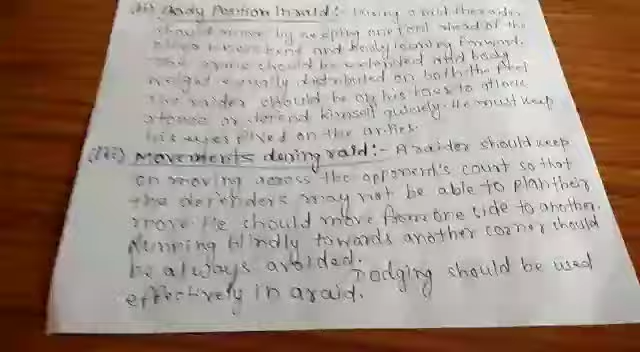 (ii) Body Position in raid :- During a raid the raider
should move by keeping one foot ahead of the
and body leaning forward.
The arms should be extended and body
weight equally distributed on both the feet
The raider should be on his toes to attack
or defend himself quickly. He must keep
his eyes fixed on the
(iii) Movements during raid :- A raider should keep
on moving across the opponent's court so that
the defenders may not be able to plan their
move. He should move from one side to another.
Running blindly towards another corner should
be always avoided. Dodging should be used
effectively in a raid.